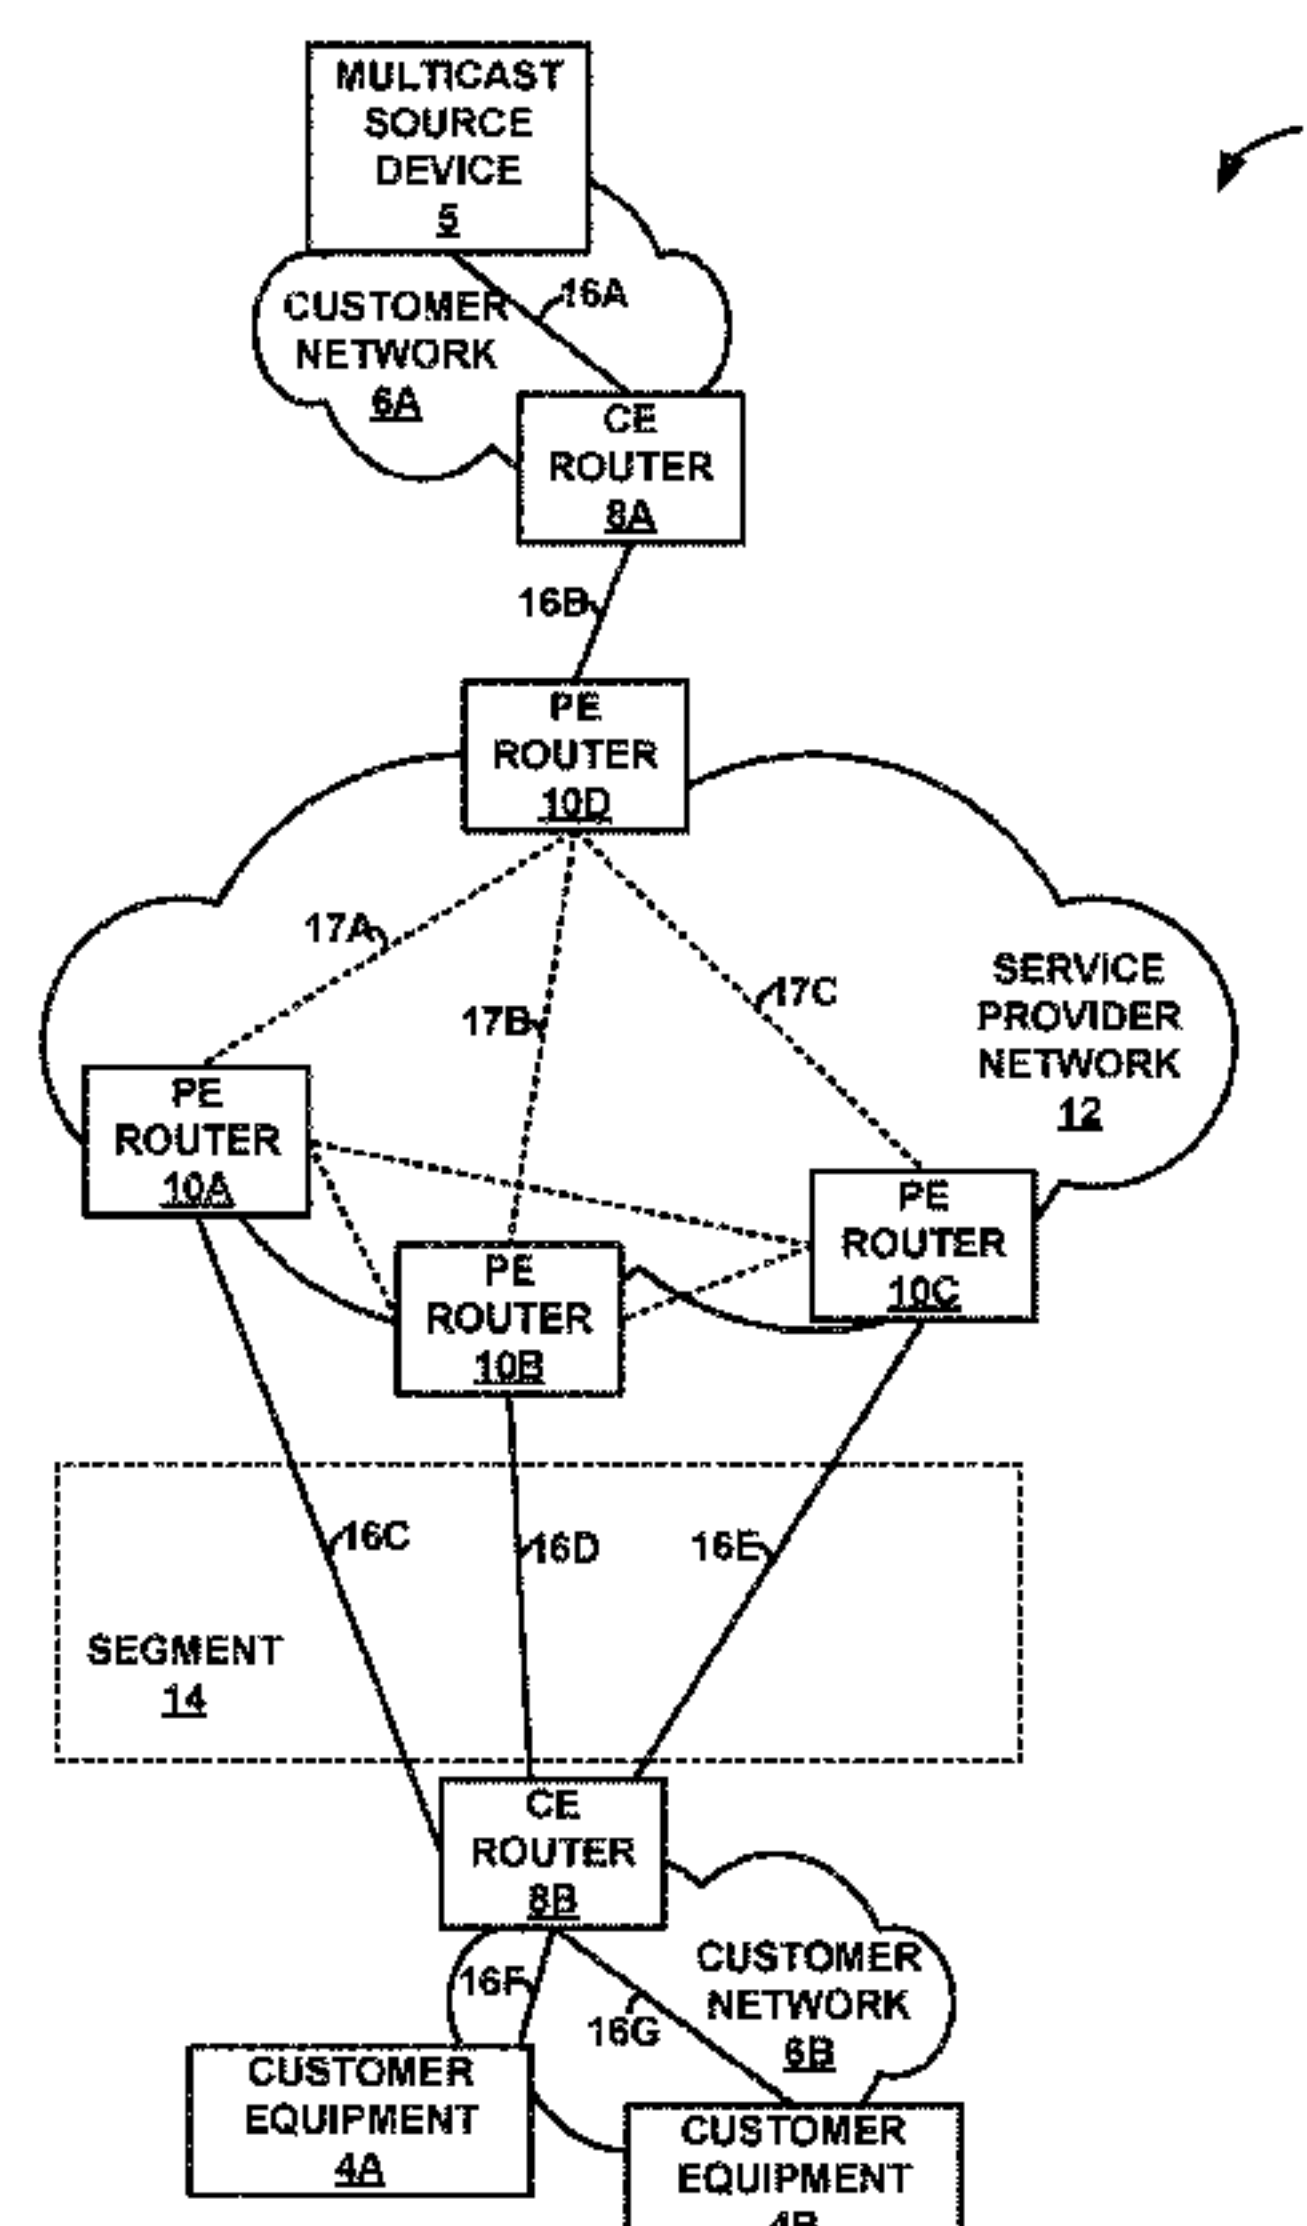 MULTICAST
SOURCE
DEVICE
5
16A
CUSTOMER
NETWORK
6A
CE
ROUTER
8A
16B
PE
ROUTER
10D
17A
17B
17C
SERVICE
PROVIDER
NETWORK
12
PE
ROUTER
10A
PE
ROUTER
10B
PE
ROUTER
10C
16C
16D
16E
SEGMENT
14
CE
ROUTER
8B
16F
16G
CUSTOMER
NETWORK
6B
CUSTOMER
EQUIPMENT
4A
CUSTOMER
EQUIPMENT
4B